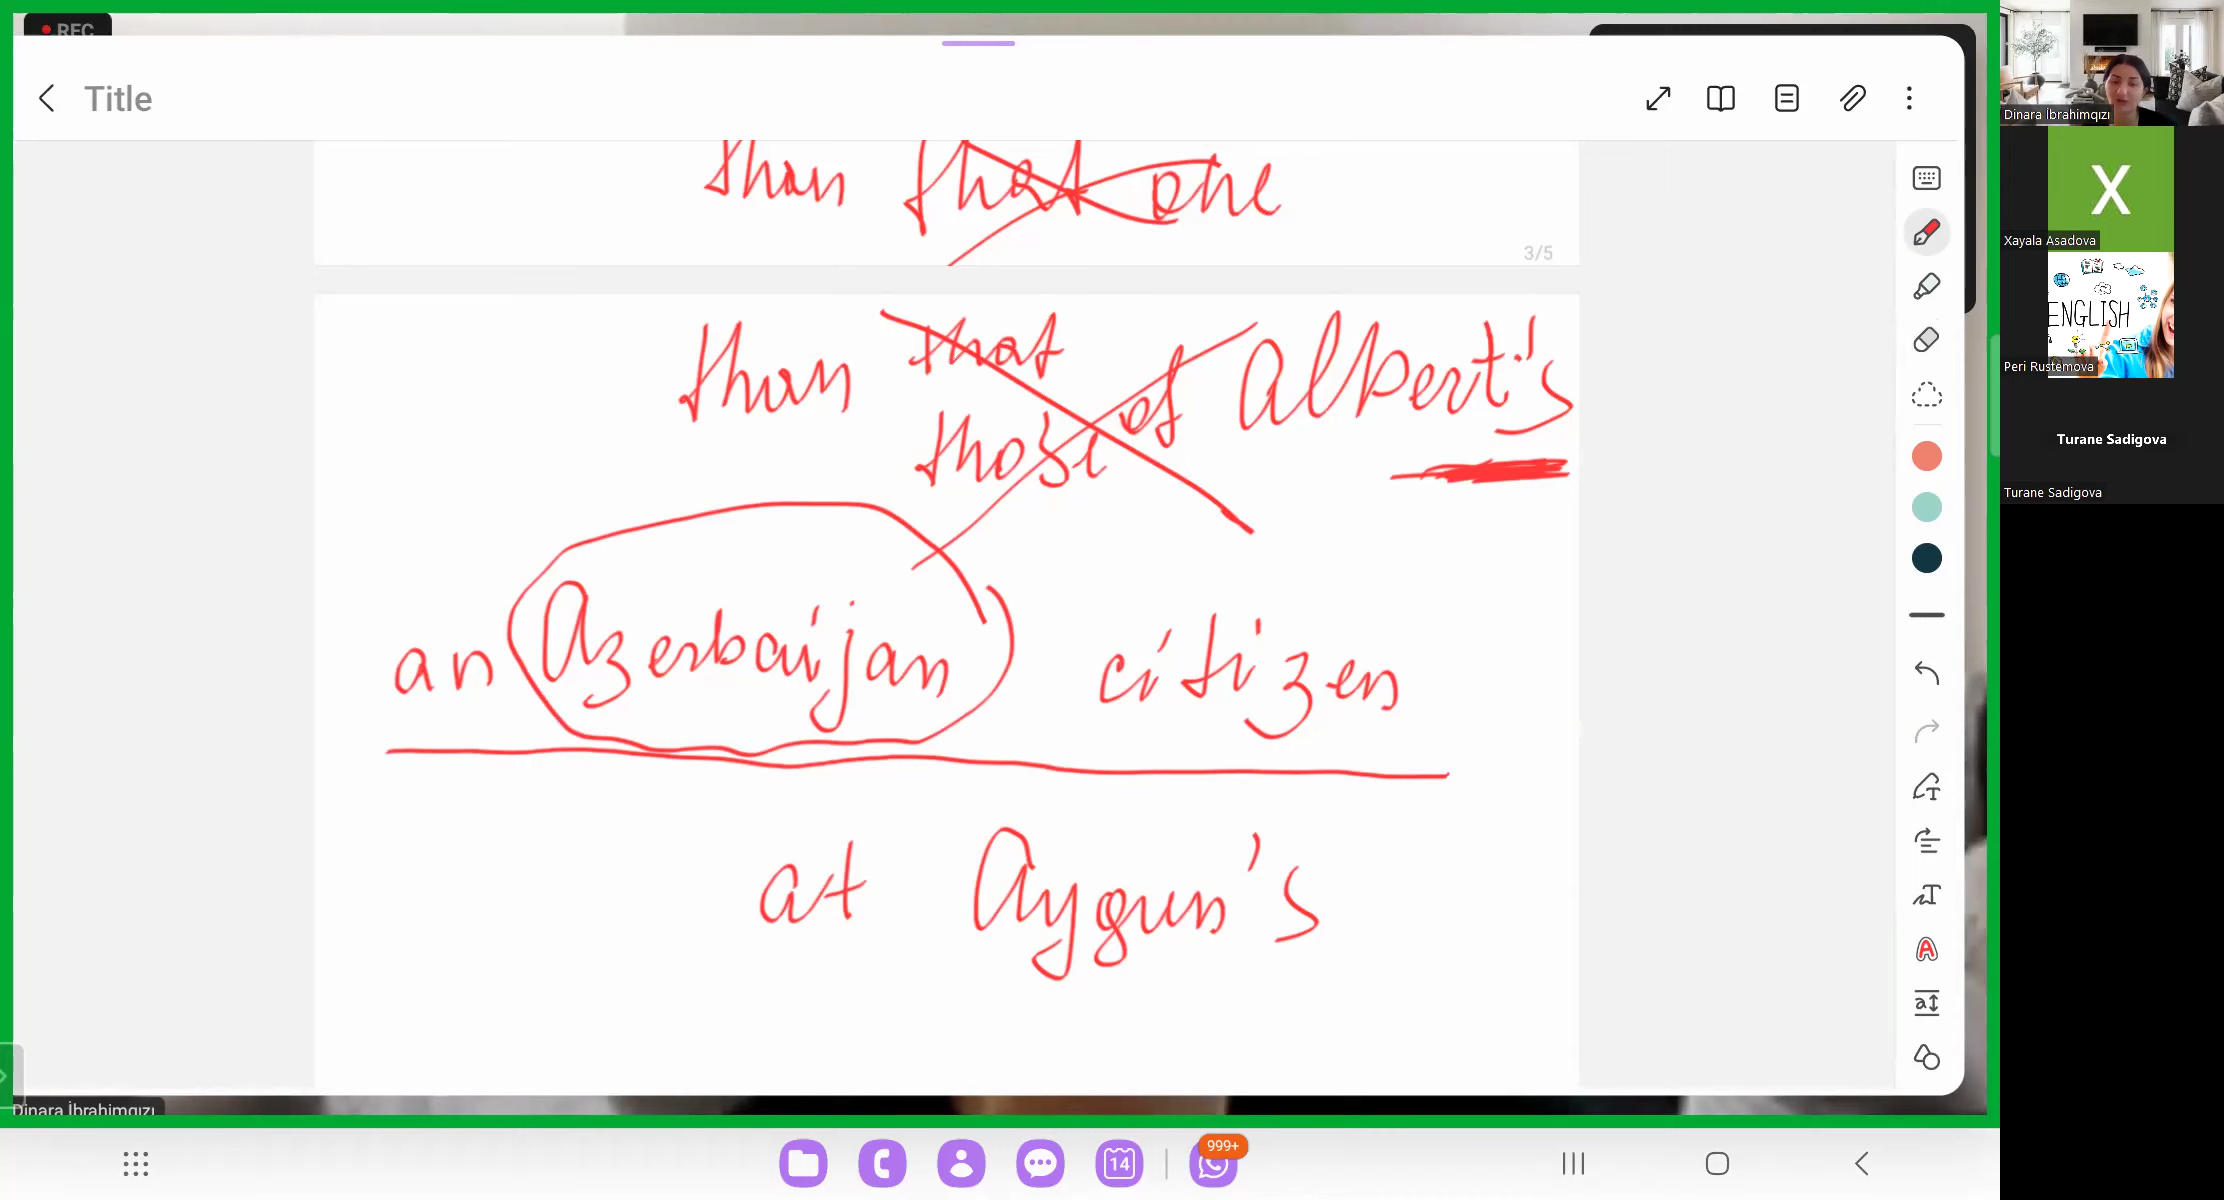 REC
Title
than that one
3/5
than that of Albert's
those
an Azerbaijan citizen
at Aygun's
Dinara İbrahimqızı
999+
14
Dinara İbrahimqızı
X
Xayala Asadova
ENGLISH
Peri Rustemova
Turane Sadigova
Turane Sadigova